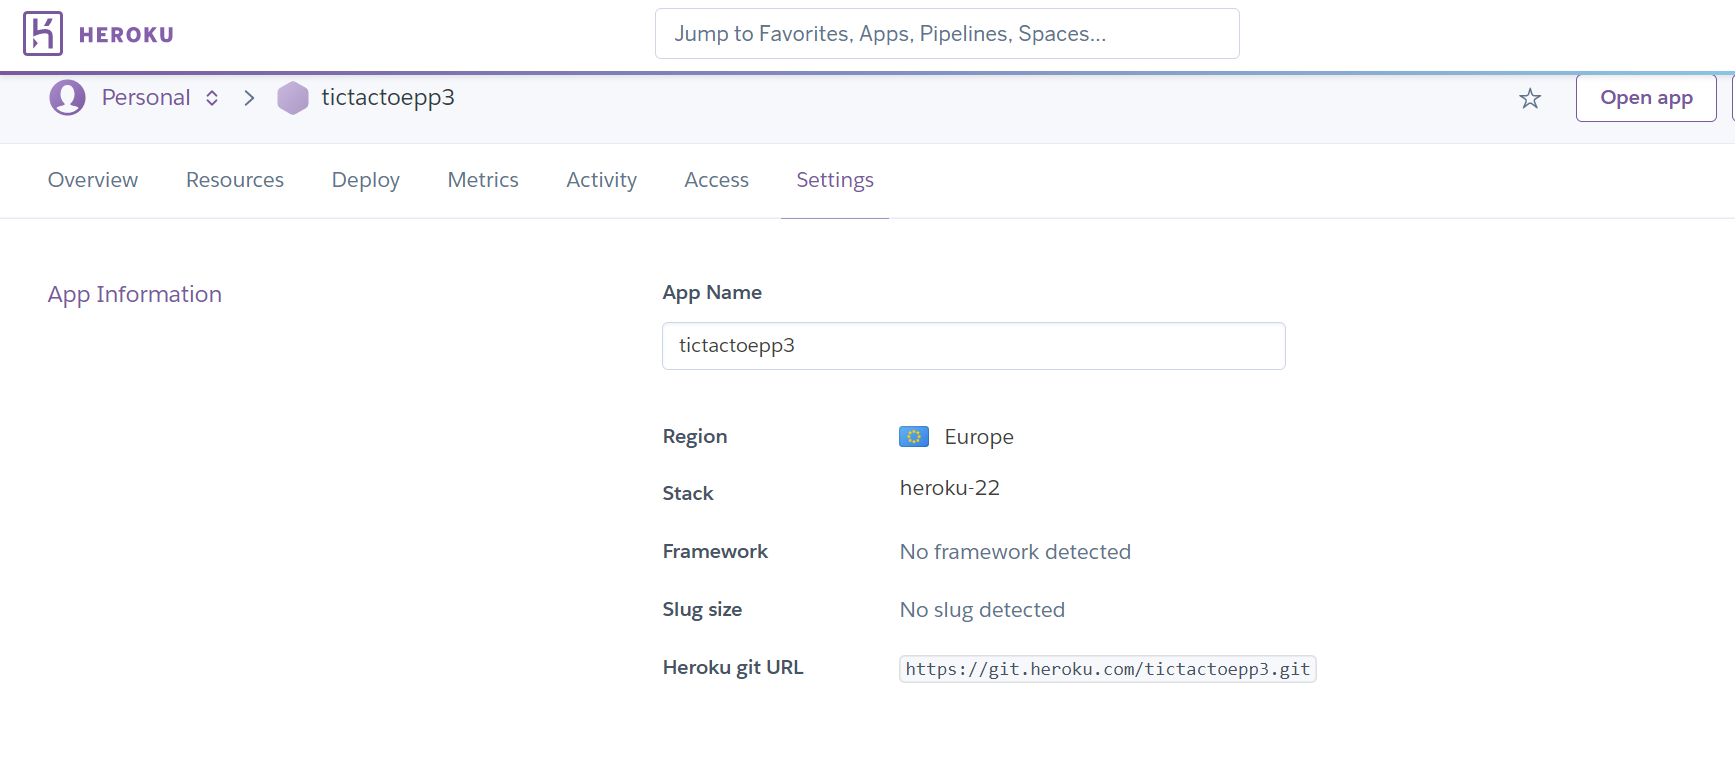 HEROKU
Jump to Favorites, Apps, Pipelines, Spaces...
Personal
tictactoepp3
Open app
Overview Resources Deploy Metrics Activity Access Settings
App Information
App Name
tictactoepp3
Region Europe
Stack heroku-22
Framework No framework detected
Slug size No slug detected
Heroku git URL https://git.heroku.com/tictactoepp3.git